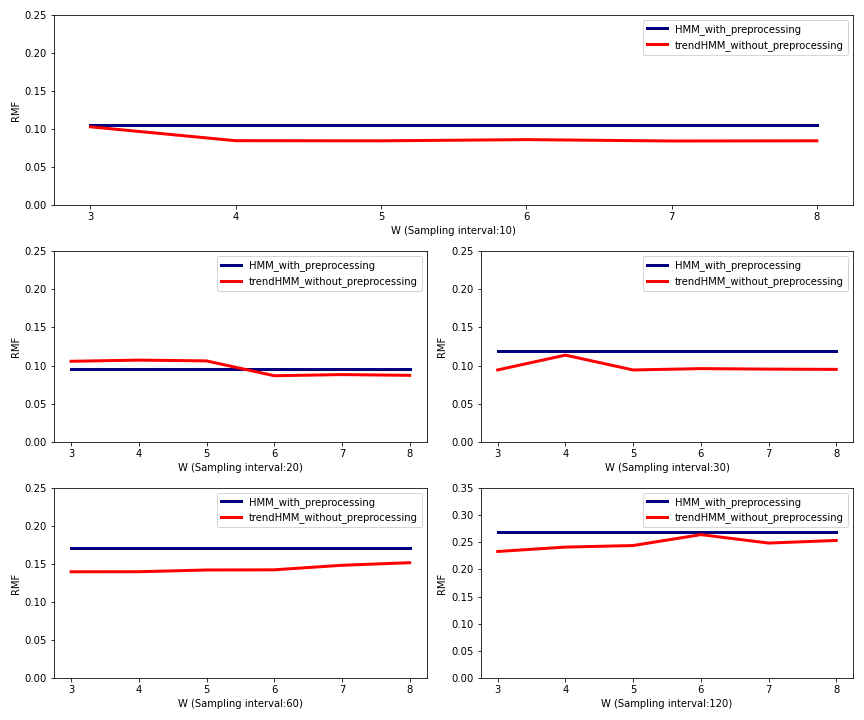 0.25
0.20
0.15
0.10
0.05
0.00
RMF
HMM_with_preprocessing
trendHMM_without_preprocessing
3 4 5 6 7 8
W (Sampling interval:10)
0.25
0.20
0.15
0.10
0.05
0.00
RMF
HMM_with_preprocessing
trendHMM_without_preprocessing
3 4 5 6 7 8
W (Sampling interval:20)
0.25
0.20
0.15
0.10
0.05
0.00
RMF
HMM_with_preprocessing
trendHMM_without_preprocessing
3 4 5 6 7 8
W (Sampling interval:30)
0.25
0.20
0.15
0.10
0.05
0.00
RMF
HMM_with_preprocessing
trendHMM_without_preprocessing
3 4 5 6 7 8
W (Sampling interval:60)
0.35
0.30
0.25
0.20
0.15
0.10
0.05
0.00
RMF
HMM_with_preprocessing
trendHMM_without_preprocessing
3 4 5 6 7 8
W (Sampling interval:120)